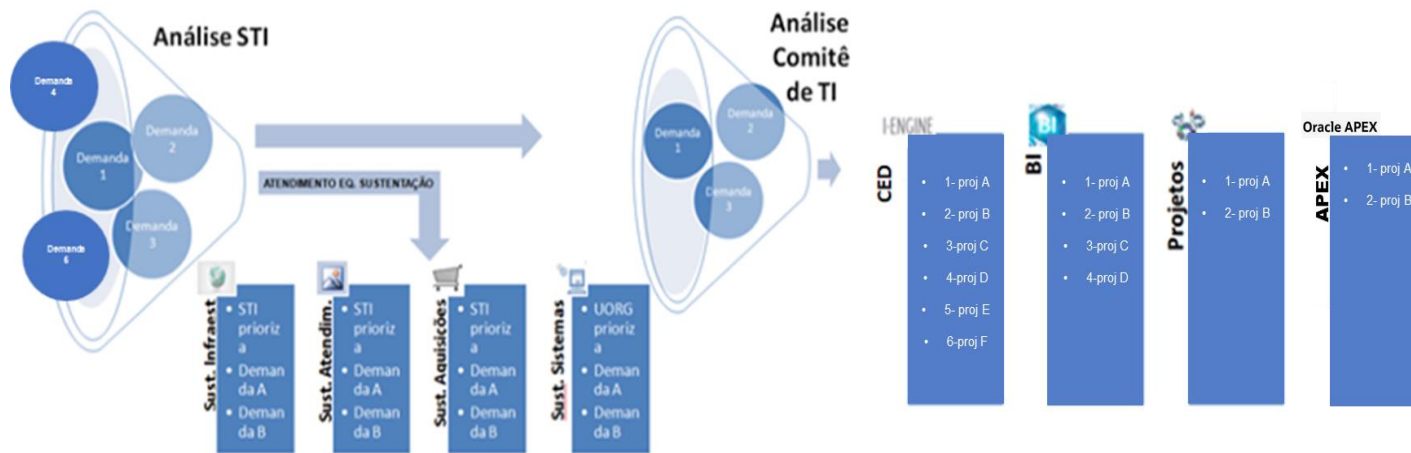 Análise STI
Demanda
4
Demanda
2
Demanda
1
Demanda
3
Demanda
6
ATENDIMENTO EQ. SUSTENTAÇÃO
Sust. Infraest
• STI
prioriz
a
• Deman
da A
• Deman
da B
Sust. Atendim.
• STI
prioriz
a
• Deman
da A
• Deman
da B
Sust. Aquisições
• STI
prioriz
a
• Deman
da A
• Deman
da B
Sust. Sistemas
• UORG
prioriz
a
• Deman
da A
• Deman
da B
Análise
Comitê
de TI
Demanda
2
Demanda
1
Demanda
3
I-ENGINE
CED
• 1- proj A
• 2- proj B
• 3-proj C
• 4-proj D
• 5- proj E
• 6-proj F
BI
BI
• 1- proj A
• 2- proj B
• 3-proj C
• 4-proj D
Projetos
• 1- proj A
• 2- proj B
Oracle APEX
APEX
• 1- proj A
• 2- proj B